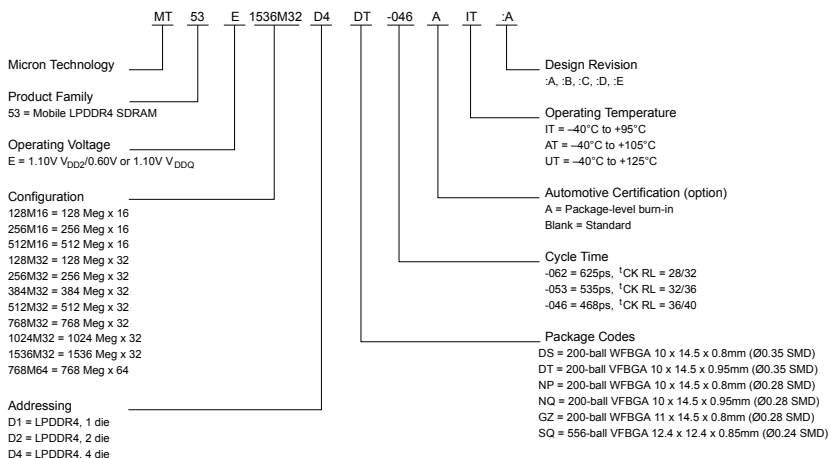 MT 53 E 1536M32 D4 DT -046 A IT :A
Micron Technology
Product Family
53 = Mobile LPDDR4 SDRAM
Operating Voltage
E = 1.10V VDD2/0.60V or 1.10V VDDQ
Configuration
128M16 = 128 Meg x 16
256M16 = 256 Meg x 16
512M16 = 512 Meg x 16
128M32 = 128 Meg x 32
256M32 = 256 Meg x 32
384M32 = 384 Meg x 32
512M32 = 512 Meg x 32
768M32 = 768 Meg x 32
1024M32 = 1024 Meg x 32
1536M32 = 1536 Meg x 32
768M64 = 768 Meg x 64
Addressing
D1 = LPDDR4, 1 die
D2 = LPDDR4, 2 die
D4 = LPDDR4, 4 die
Design Revision
:A, :B, :C, :D, :E
Operating Temperature
IT = –40°C to +95°C
AT = –40°C to +105°C
UT = –40°C to +125°C
Automotive Certification (option)
A = Package-level burn-in
Blank = Standard
Cycle Time
-062 = 625ps, tCK RL = 28/32
-053 = 535ps, tCK RL = 32/36
-046 = 468ps, tCK RL = 36/40
Package Codes
DS = 200-ball WFBGA 10 x 14.5 x 0.8mm (Ø0.35 SMD)
DT = 200-ball VFBGA 10 x 14.5 x 0.95mm (Ø0.35 SMD)
NP = 200-ball WFBGA 10 x 14.5 x 0.8mm (Ø0.28 SMD)
NQ = 200-ball VFBGA 10 x 14.5 x 0.95mm (Ø0.28 SMD)
GZ = 200-ball WFBGA 11 x 14.5 x 0.8mm (Ø0.28 SMD)
SQ = 556-ball VFBGA 12.4 x 12.4 x 0.85mm (Ø0.24 SMD)